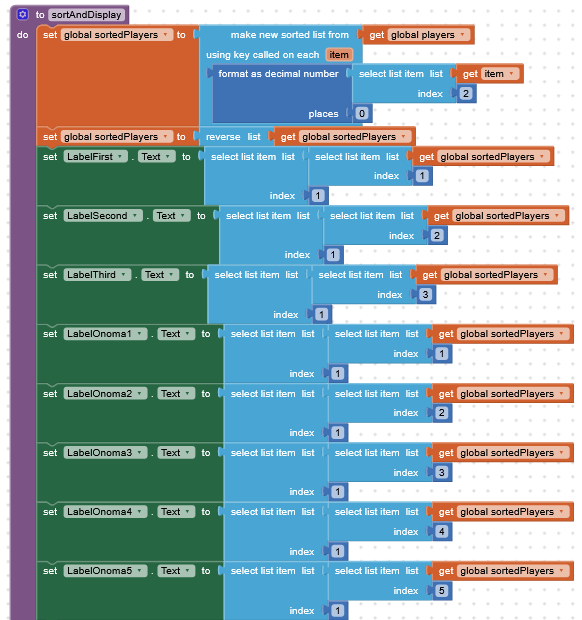 to sortAndDisplay
do set global sortedPlayers to make new sorted list from get global players
using key called on each item
format as decimal number select list item list get item
index 2
places 0
set global sortedPlayers to reverse list get global sortedPlayers
set LabelFirst . Text to select list item list select list item list get global sortedPlayers
index 1
index 1
set LabelSecond . Text to select list item list select list item list get global sortedPlayers
index 2
index 1
set LabelThird . Text to select list item list select list item list get global sortedPlayers
index 3
index 1
set LabelOnoma1 . Text to select list item list select list item list get global sortedPlayers
index 1
index 1
set LabelOnoma2 . Text to select list item list select list item list get global sortedPlayers
index 2
index 1
set LabelOnoma3 . Text to select list item list select list item list get global sortedPlayers
index 3
index 1
set LabelOnoma4 . Text to select list item list select list item list get global sortedPlayers
index 4
index 1
set LabelOnoma5 . Text to select list item list select list item list get global sortedPlayers
index 5
index 1